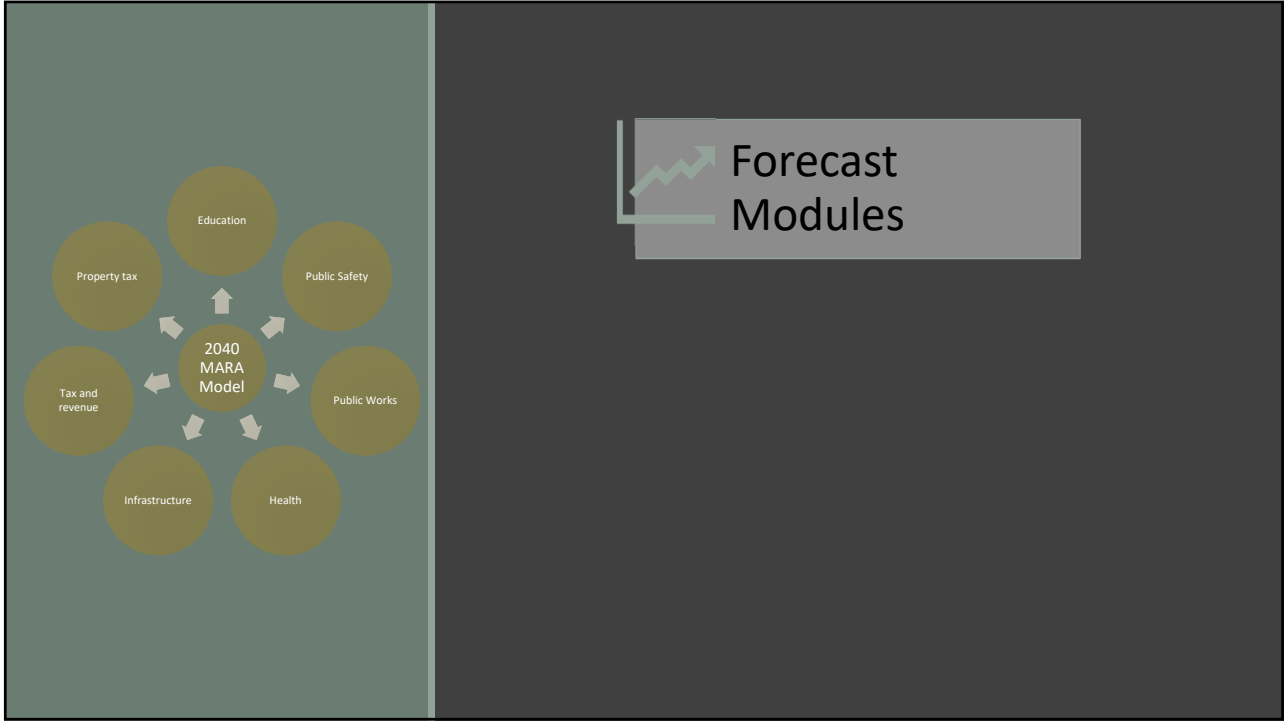 Education
Property tax
Public Safety
2040
MARA
Model
Tax and
revenue
Public Works
Infrastructure
Health
Forecast
Modules